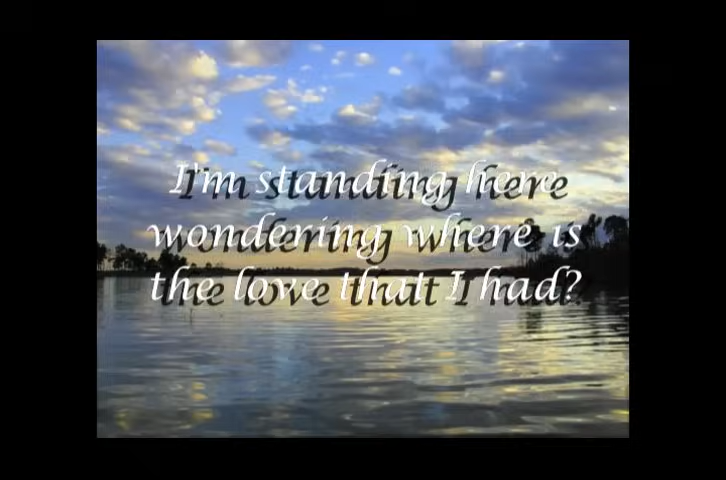 I'm standing here
wondering where is
the love that I had?